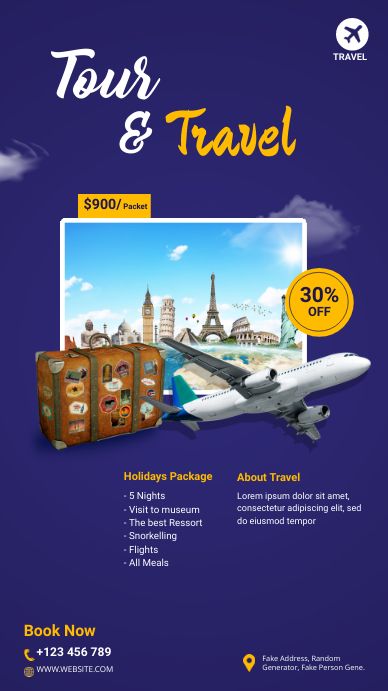 TRAVEL
Tour
& Travel
$900/ Packet
30%
OFF
Holidays Package
- 5 Nights
- Visit to museum
- The best Ressort
- Snorkelling
- Flights
- All Meals
About Travel
Lorem ipsum dolor sit amet,
consectetur adipiscing elit, sed
do eiusmod tempor
Book Now
+123 456 789
WWW.WEBSITE.COM
Fake Address, Random
Generator, Fake Person Gene.